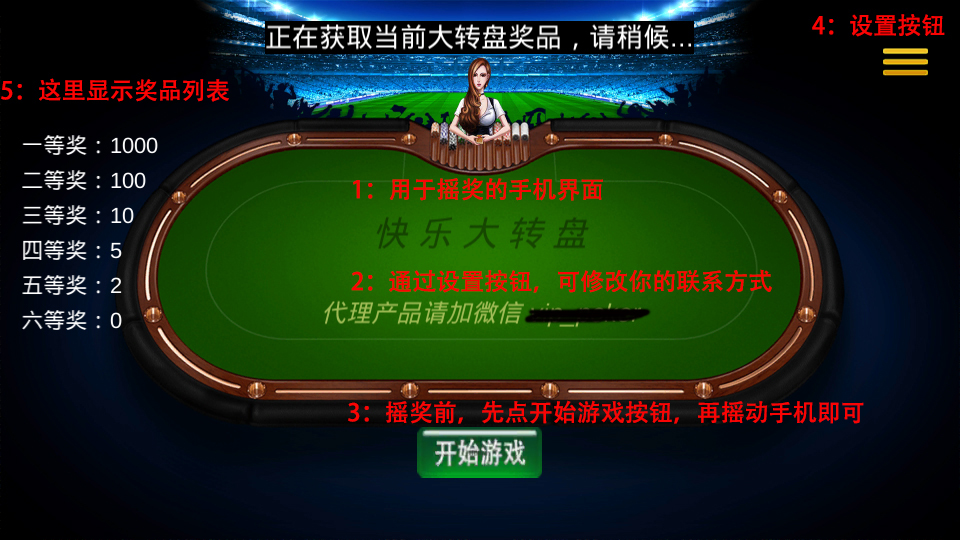 正在获取当前大转盘奖品，请稍候...
4：设置按钮
5：这里显示奖品列表
一等奖：1000
二等奖：100
三等奖：10
四等奖：5
五等奖：2
六等奖：0
1：用于摇奖的手机界面
快乐大转盘
2：通过设置按钮，可修改你的联系方式
代理产品请加微信
3：摇奖前，先点开始游戏按钮，再摇动手机即可
开始游戏